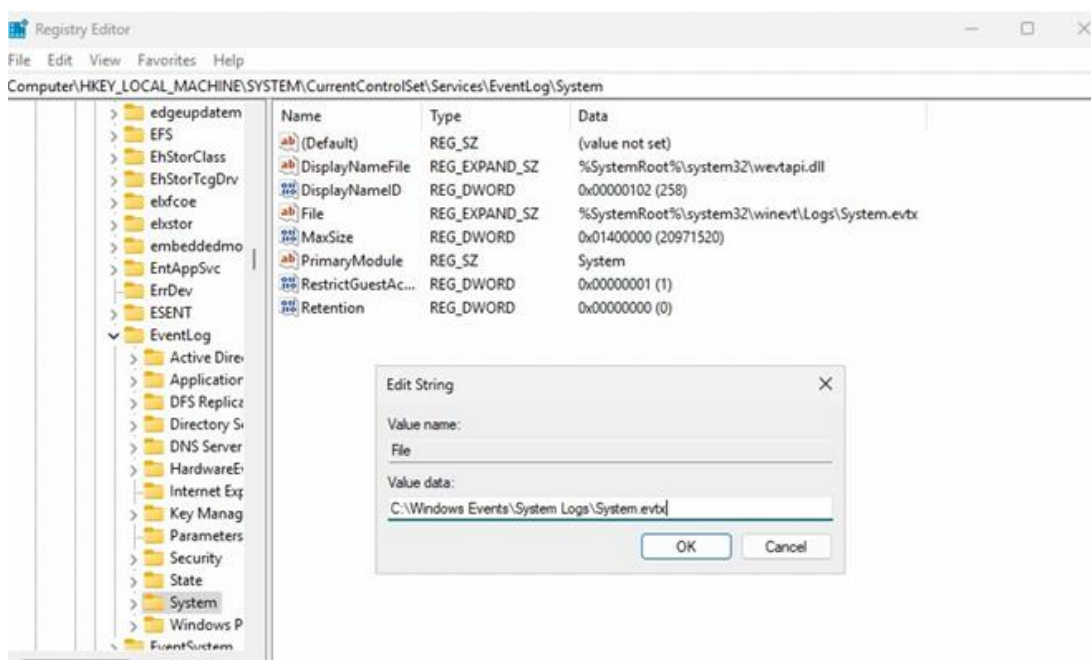 Registry Editor
File Edit View Favorites Help
Computer\HKEY_LOCAL_MACHINE\SYSTEM\CurrentControlSet\Services\EventLog\System
edgeupdatem
EFS
EhStorClass
EhStorTcgDrv
elxfcoe
elxstor
embeddedmo
EntAppSvc
ErrDev
ESENT
EventLog
Active Dire
Application
DFS Replica
Directory S
DNS Server
HardwareE
Internet Exp
Key Manag
Parameters
Security
State
System
Windows P
EventSystem
Name Type Data
(Default) REG_SZ (value not set)
DisplayNameFile REG_EXPAND_SZ %SystemRoot%\system32\wevtapi.dll
DisplayNameID REG_DWORD 0x00000102 (258)
File REG_EXPAND_SZ %SystemRoot%\system32\winevt\Logs\System.evtx
MaxSize REG_DWORD 0x01400000 (20971520)
PrimaryModule REG_SZ System
RestrictGuestAc... REG_DWORD 0x00000001 (1)
Retention REG_DWORD 0x00000000 (0)
Edit String
Value name:
File
Value data:
C:\Windows Events\System Logs\System.evtx
OK Cancel